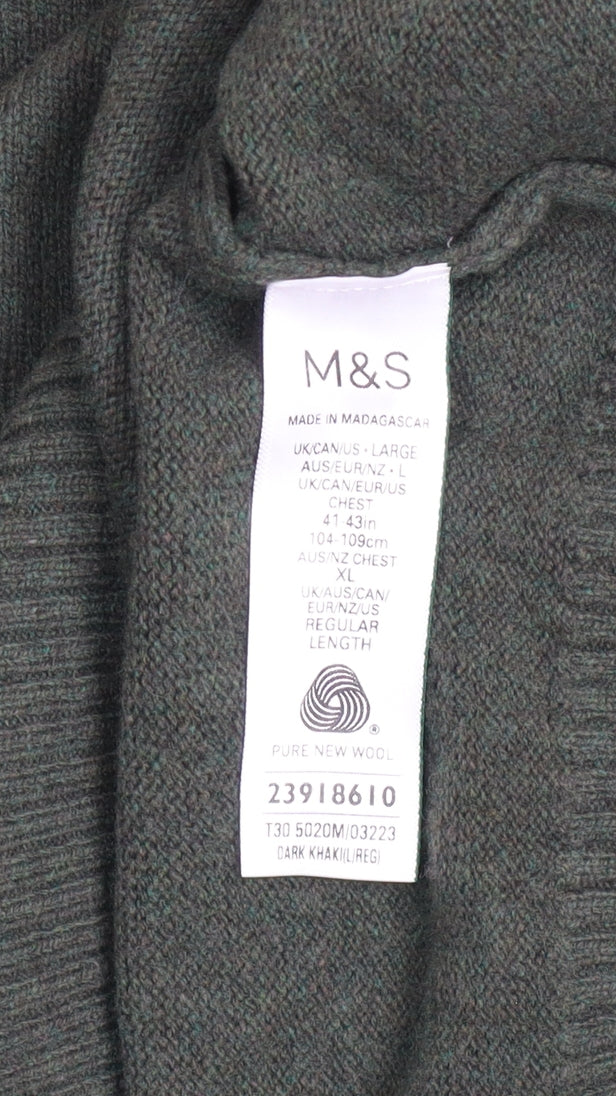 M&S
MADE IN MADAGASCAR
UK/CAN/US • LARGE
AUS/EUR/NZ • L
UK/CAN/EUR/US
CHEST
41-43in
104-109cm
AUS/NZ CHEST
XL
UK/AUS/CAN/
EUR/NZ/US
REGULAR
LENGTH
®
PURE NEW WOOL
23918610
T30 5020M/03223
DARK KHAKI(L/REG)